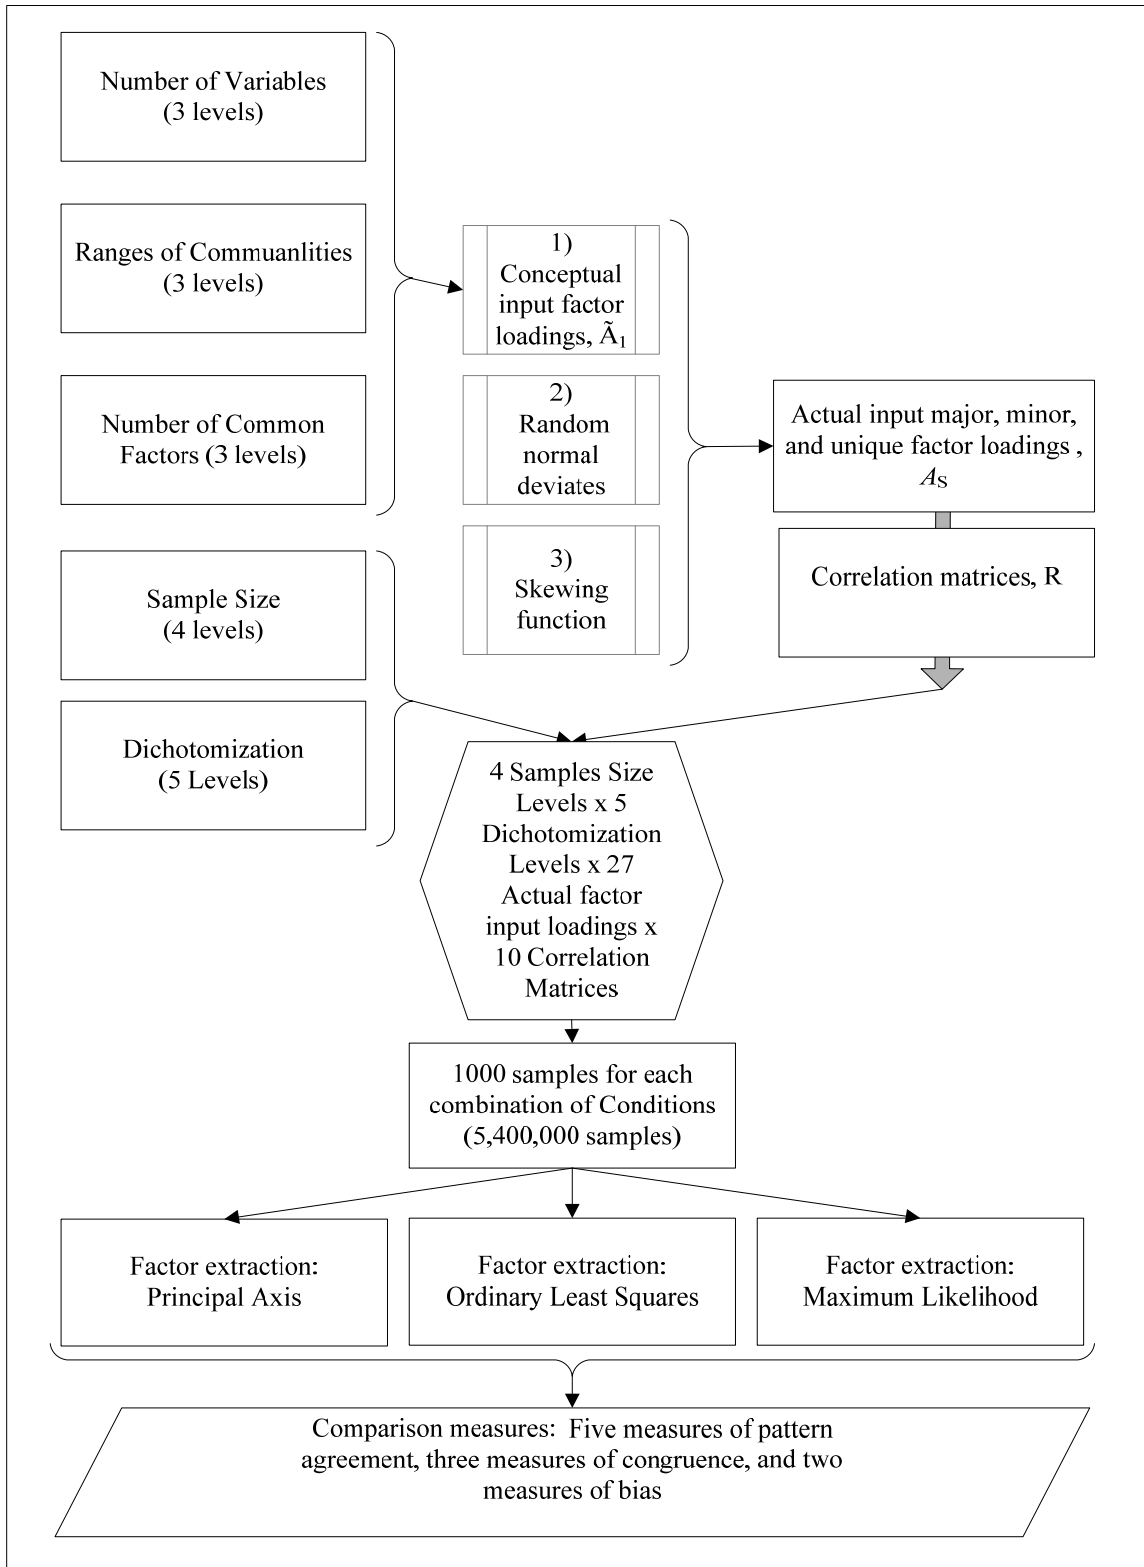 Number of Variables
(3 levels)
Ranges of Commuanlities
(3 levels)
Number of Common
Factors (3 levels)
1)
Conceptual
input factor
loadings, Ã₁
2)
Random
normal
deviates
3)
Skewing
function
Actual input major, minor,
and unique factor loadings ,
Aₛ
Correlation matrices, R
Sample Size
(4 levels)
Dichotomization
(5 Levels)
4 Samples Size
Levels x 5
Dichotomization
Levels x 27
Actual factor
input loadings x
10 Correlation
Matrices
1000 samples for each
combination of Conditions
(5,400,000 samples)
Factor extraction:
Principal Axis
Factor extraction:
Ordinary Least Squares
Factor extraction:
Maximum Likelihood
Comparison measures: Five measures of pattern
agreement, three measures of congruence, and two
measures of bias